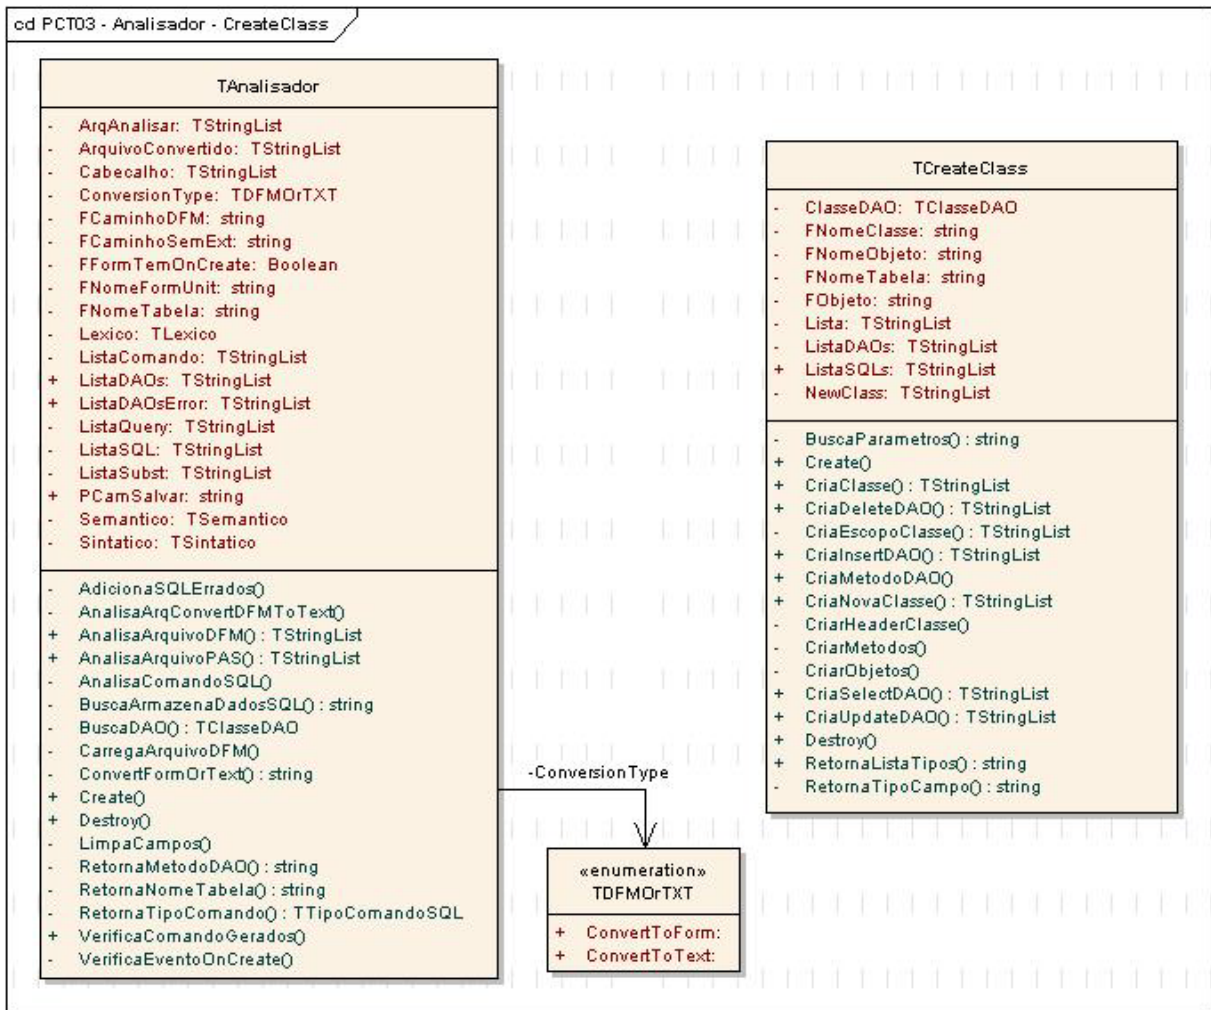 cd PCT03 - Analisador - CreateClass
TAnalisador
- ArqAnalisar: TStringList
- ArquivoConvertido: TStringList
- Cabecalho: TStringList
- ConversionType: TDFMOrTXT
- FCaminhoDFM: string
- FCaminhoSemExt: string
- FFormTemOnCreate: Boolean
- FNomeFormUnit: string
- FNomeTabela: string
- Lexico: TLexico
- ListaComando: TStringList
+ ListaDAOs: TStringList
+ ListaDAOsError: TStringList
- ListaQuery: TStringList
- ListaSQL: TStringList
- ListaSubst: TStringList
+ PCamSalvar: string
- Semantico: TSemantico
- Sintatico: TSintatico
- AdicionaSQLErrados()
- AnalisaArqConvertDFMToText()
+ AnalisaArquivoDFM() : TStringList
+ AnalisaArquivoPAS() : TStringList
- AnalisaComandoSQL()
- BuscaArmazenaDadosSQL() : string
- BuscaDAO() : TClasseDAO
- CarregaArquivoDFM()
- ConvertFormOrText() : string
+ Create()
+ Destroy()
- LimpaCampos()
- RetornaMetodoDAO() : string
- RetornaNomeTabela() : string
- RetornaTipoComando() : TTipoComandoSQL
+ VerificaComandoGerados()
- VerificaEventoOnCreate()
-ConversionType
«enumeration»
TDFMOrTXT
+ ConvertToForm:
+ ConvertToText:
TCreateClass
- ClasseDAO: TClasseDAO
- FNomeClasse: string
- FNomeObjeto: string
- FNomeTabela: string
- FObjeto: string
- Lista: TStringList
- ListaDAOs: TStringList
+ ListaSQLs: TStringList
- NewClass: TStringList
- BuscaParametros() : string
+ Create()
+ CriaClasse() : TStringList
+ CriaDeleteDAO() : TStringList
- CriaEscopoClasse() : TStringList
+ CriaInsertDAO() : TStringList
+ CriaMetodoDAO()
+ CriaNovaClasse() : TStringList
- CriarHeaderClasse()
- CriarMetodos()
- CriarObjetos()
+ CriaSelectDAO() : TStringList
+ CriaUpdateDAO() : TStringList
+ Destroy()
+ RetornaListaTipos() : string
- RetornaTipoCampo() : string